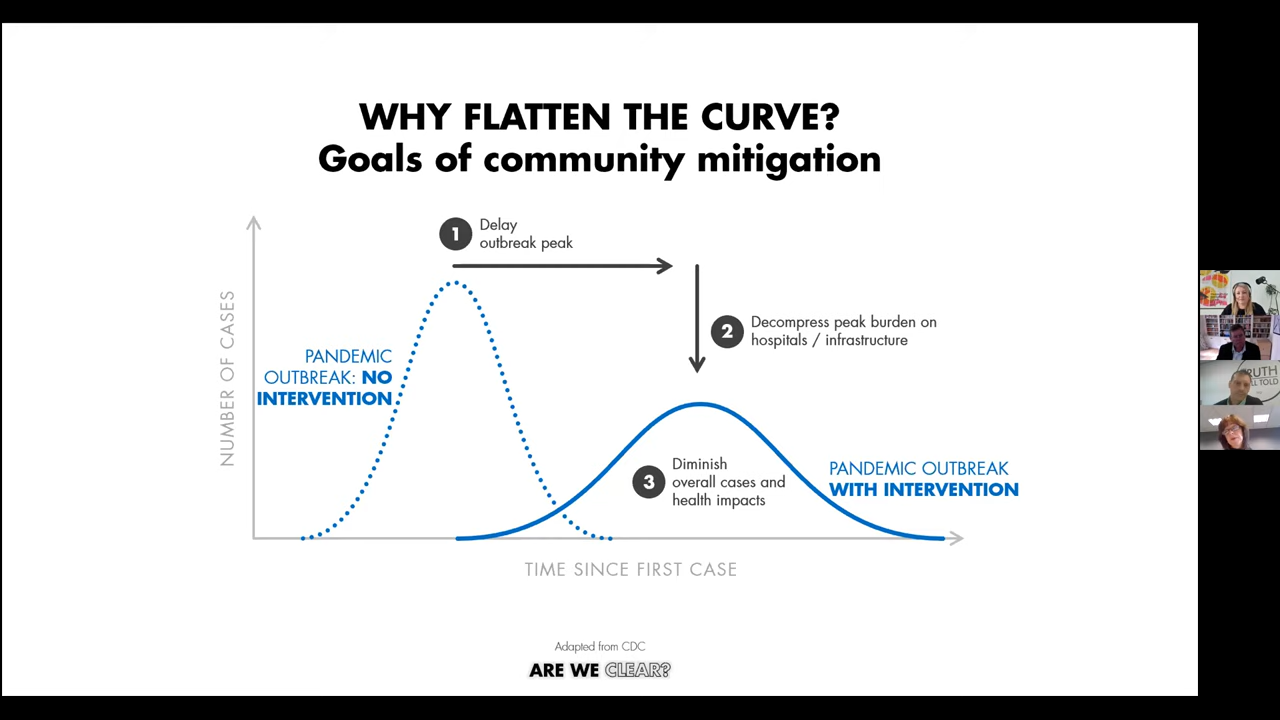 WHY FLATTEN THE CURVE?
Goals of community mitigation
1
Delay
outbreak peak
2
Decompress peak burden on
hospitals / infrastructure
NUMBER OF CASES
PANDEMIC
OUTBREAK: NO
INTERVENTION
3
Diminish
overall cases and
health impacts
PANDEMIC OUTBREAK
WITH INTERVENTION
TIME SINCE FIRST CASE
Adapted from CDC
ARE WE CLEAR?
TOLD